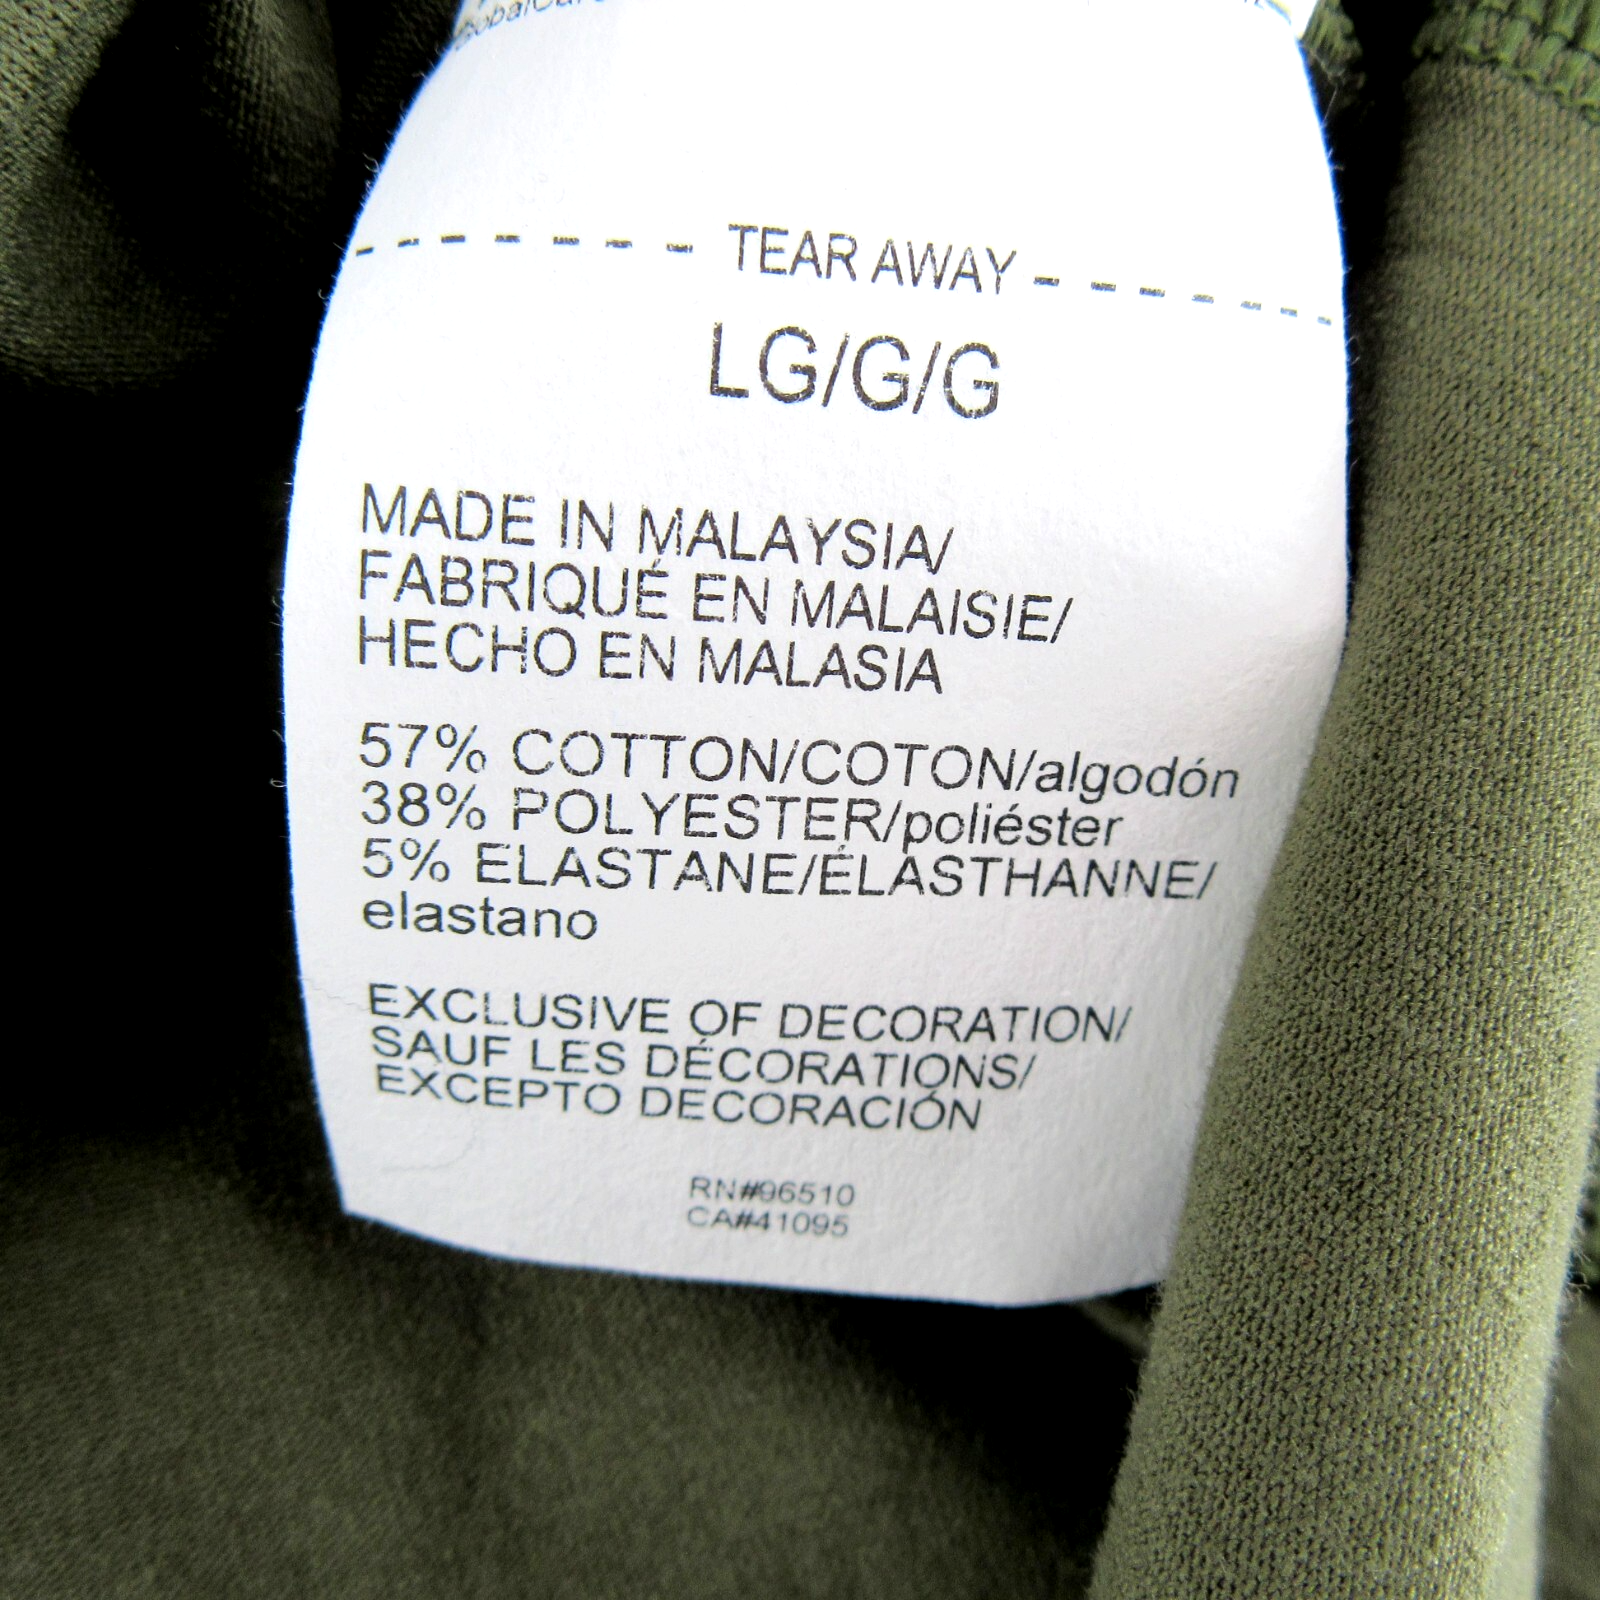 TEAR AWAY
LG/G/G
MADE IN MALAYSIA/
FABRIQUÉ EN MALAISIE/
HECHO EN MALASIA
57% COTTON/COTON/algodón
38% POLYESTER/poliéster
5% ELASTANE/ÉLASTHANNE/
elastano
EXCLUSIVE OF DECORATION/
SAUF LES DÉCORATIONS/
EXCEPTO DECORACIÓN
RN#96510
CA#41095